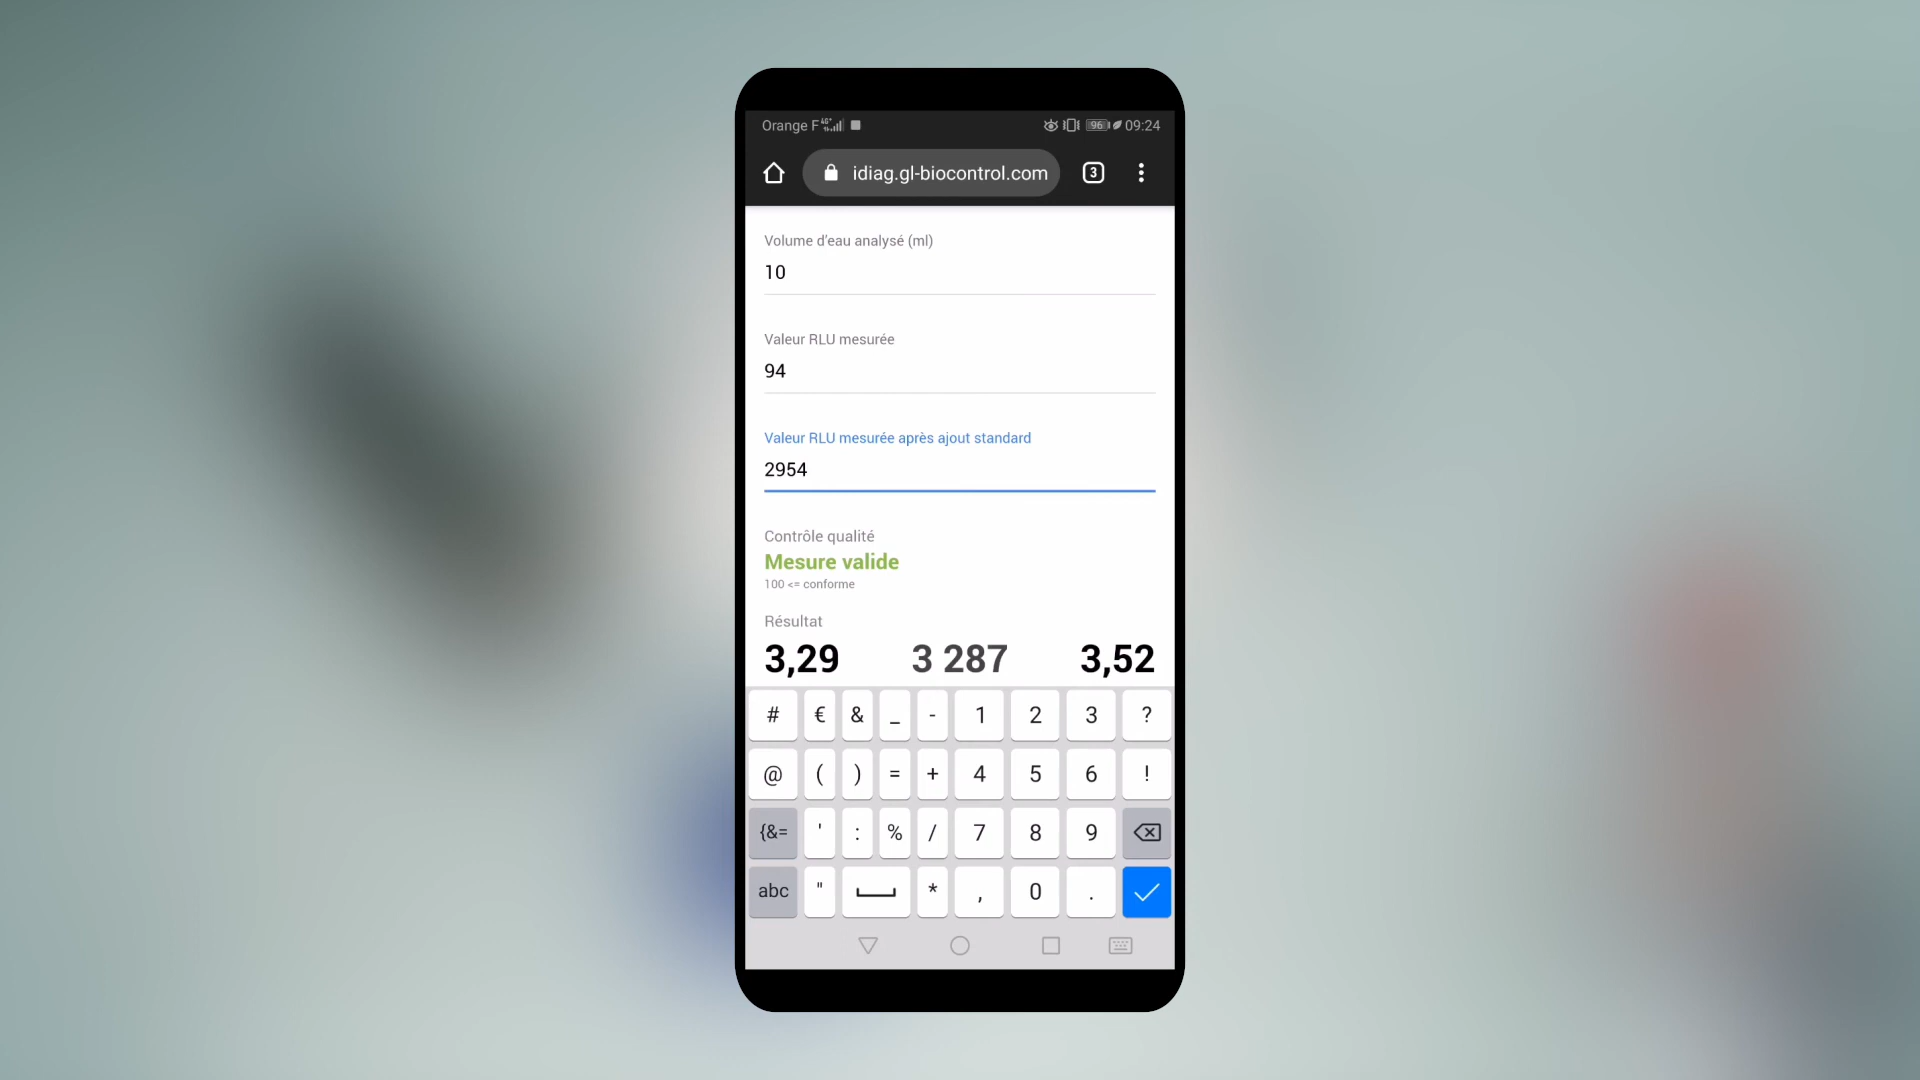 Orange F 96 09:24
idiag.gl-biocontrol.com 3
Volume d'eau analysé (ml)
10
Valeur RLU mesurée
94
Valeur RLU mesurée après ajout standard
2954
Contrôle qualité
Mesure valide
100 <= conforme
Résultat
3,29 3 287 3,52
# € & _ - 1 2 3 ?
@ ( ) = + 4 5 6 !
{&= ' : % / 7 8 9
abc " * , 0 .